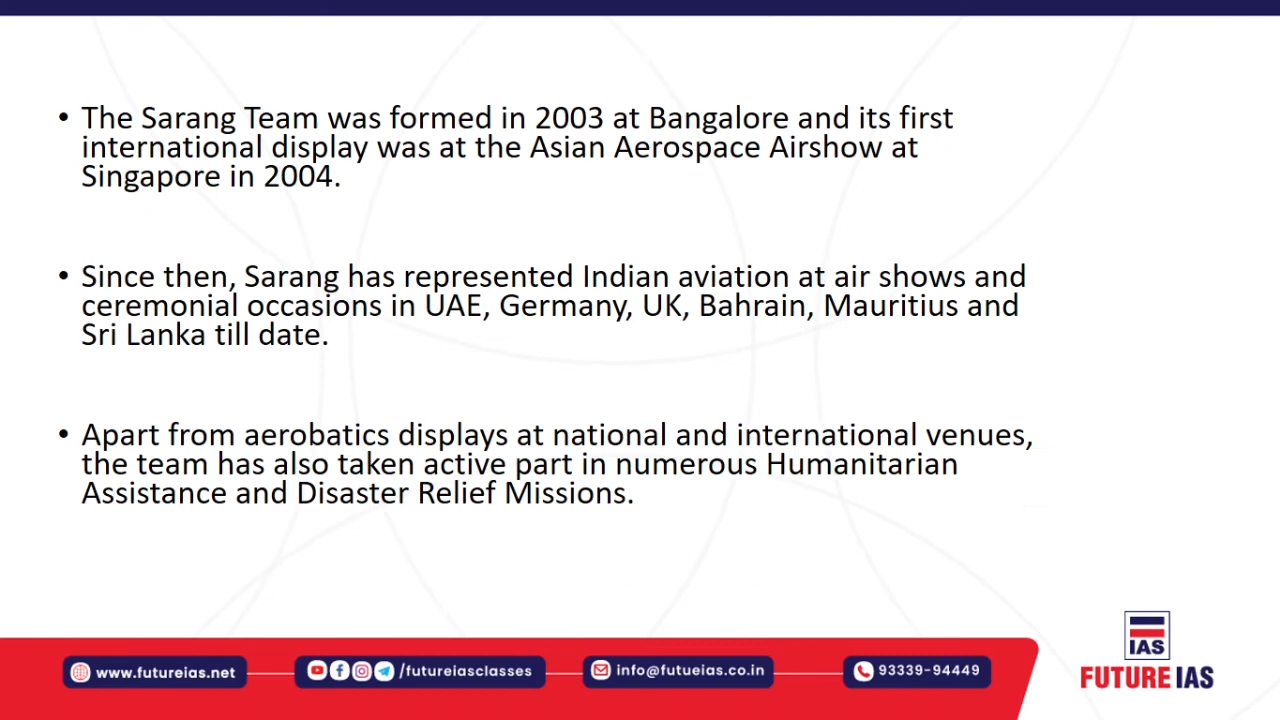 • The Sarang Team was formed in 2003 at Bangalore and its first
international display was at the Asian Aerospace Airshow at
Singapore in 2004.
• Since then, Sarang has represented Indian aviation at air shows and
ceremonial occasions in UAE, Germany, UK, Bahrain, Mauritius and
Sri Lanka till date.
• Apart from aerobatics displays at national and international venues,
the team has also taken active part in numerous Humanitarian
Assistance and Disaster Relief Missions.
IAS
FUTURE IAS
www.futureias.net
/futureiasclasses
info@futueias.co.in
93339-94449